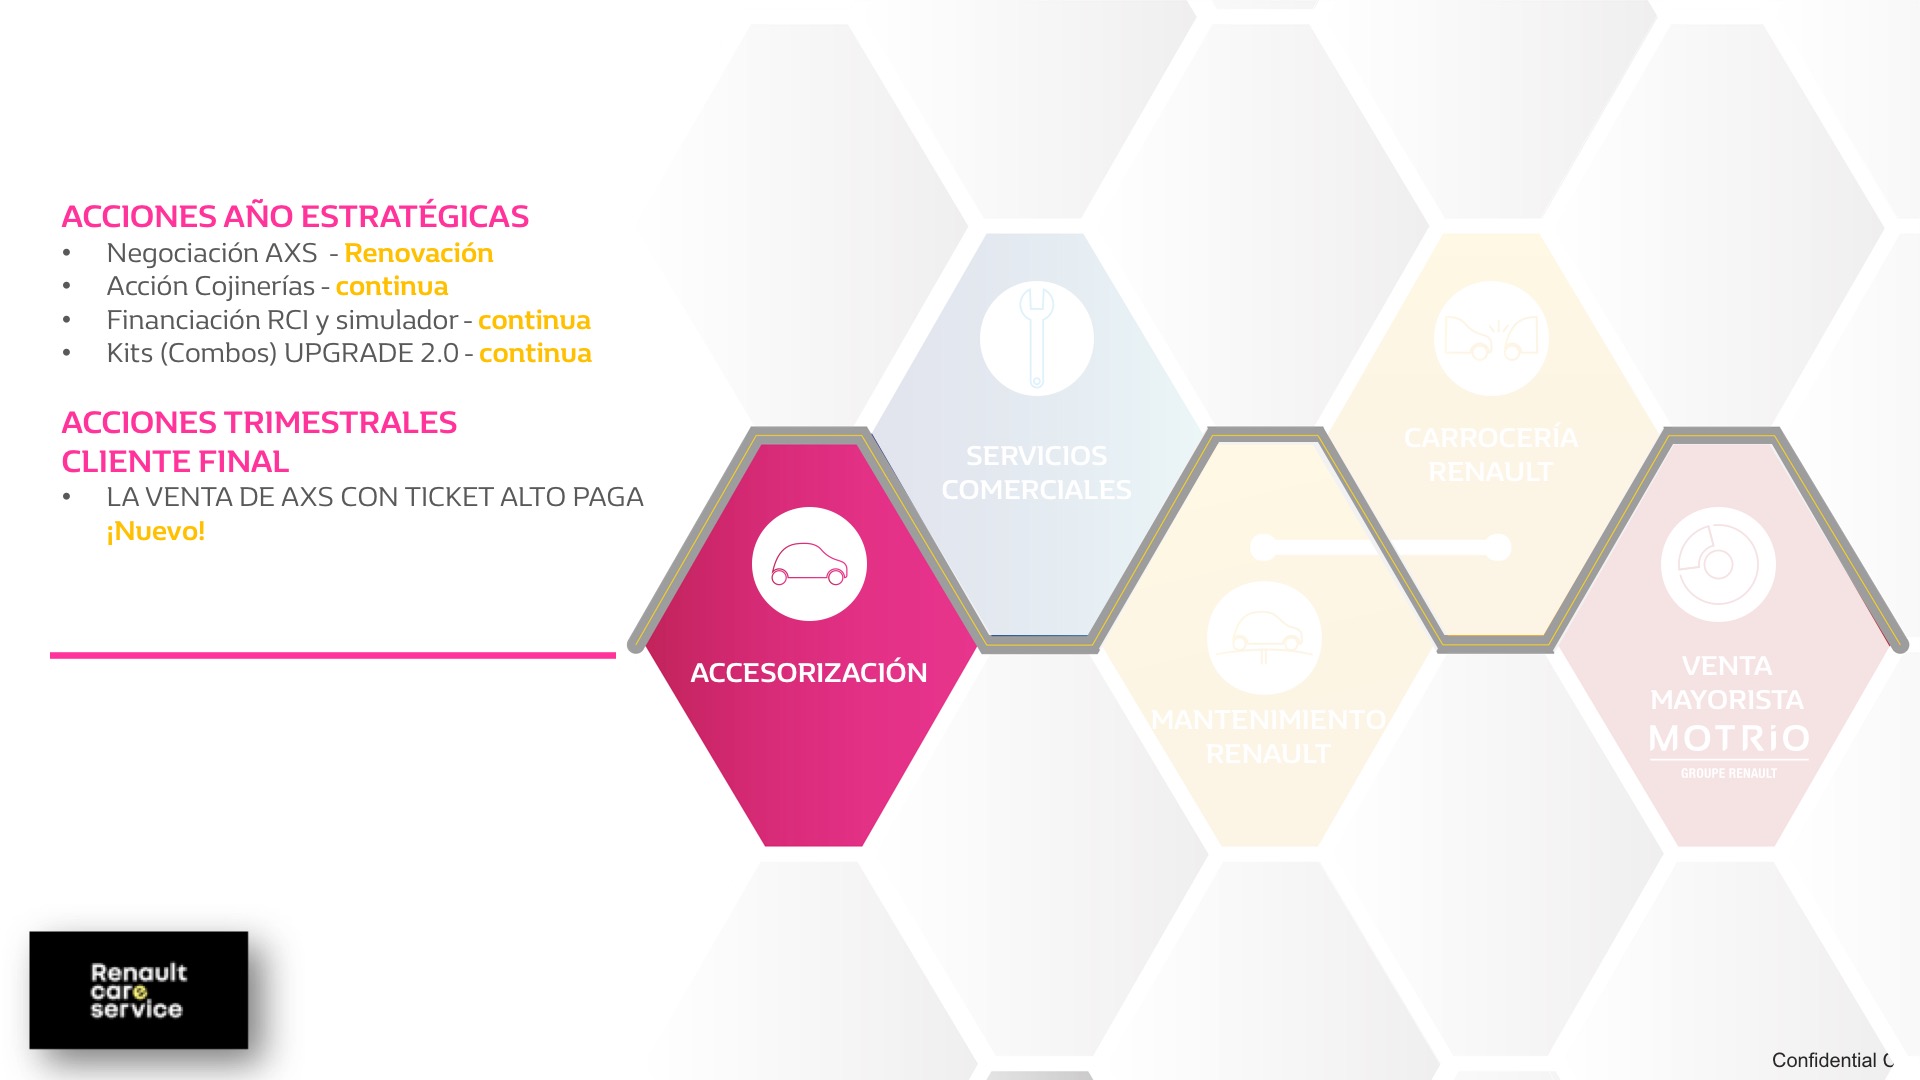 ACCIONES AÑO ESTRATÉGICAS
• Negociación AXS - Renovación
• Acción Cojinerías - continua
• Financiación RCI y simulador - continua
• Kits (Combos) UPGRADE 2.0 - continua
ACCIONES TRIMESTRALES
CLIENTE FINAL
• LA VENTA DE AXS CON TICKET ALTO PAGA
¡Nuevo!
ACCESORIZACIÓN
SERVICIOS
COMERCIALES
MANTENIMIENTO
RENAULT
CARROCERÍA
RENAULT
VENTA
MAYORISTA
MOTRiO
GROUPE RENAULT
Renault
care
service
Confidential C